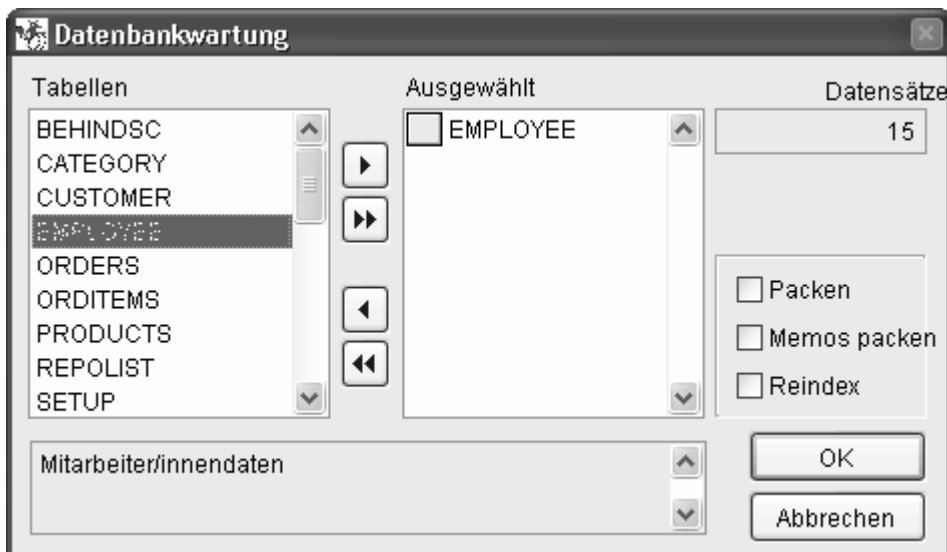 Datenbankwartung
Tabellen
BEHINDSC
CATEGORY
CUSTOMER
EMPLOYEE
ORDERS
ORDITEMS
PRODUCTS
REPOLIST
SETUP
Ausgewählt
EMPLOYEE
Datensätze
15
Packen
Memos packen
Reindex
Mitarbeiter/innendaten
OK
Abbrechen